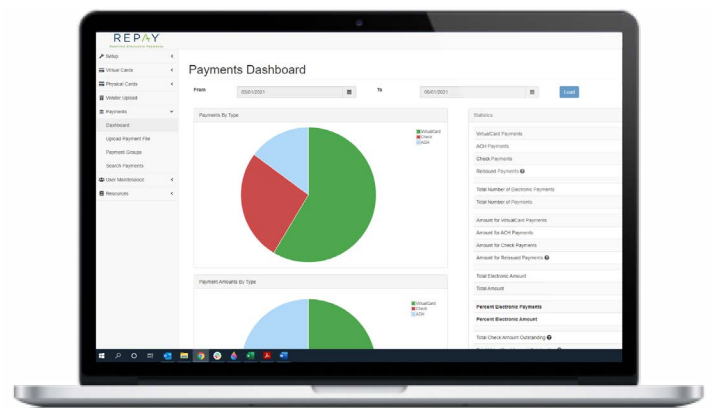 REPAY
Realtime Electronic Payments
Setup
Virtual Cards
Physical Cards
Vendor Upload
Payments
Dashboard
Upload Payment File
Payment Groups
Search Payments
User Maintenance
Resources
Payments Dashboard
From
03/01/2021
To
05/01/2021
Load
Payments By Type
VirtualCard
Check
ACH
Payment Amounts By Type
VirtualCard
Check
ACH
Statistics
VirtualCard Payments
ACH Payments
Check Payments
Reissued Payments
Total Number of Electronic Payments
Total Number of Payments
Amount for VirtualCard Payments
Amount for ACH Payments
Amount for Check Payments
Amount for Reissued Payments
Total Electronic Amount
Total Amount
Percent Electronic Payments
Percent Electronic Amount
Total Check Amount Outstanding